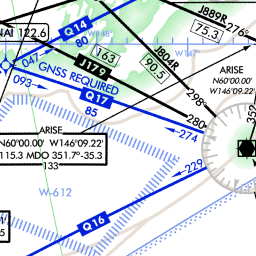 NAI 122.6
Q14
80
W148°
W147°
J889R
276°
75.3
163
J804R
90.5
J179
047
093
GNSS REQUIRED
Q17
85
298
280
274
229
ARISE
N60°00.00'
W146°09.22'
ARISE
N60°00.00' W146°09.22'
115.3 MDO 351.7°-35.3
133
W-612
Q16